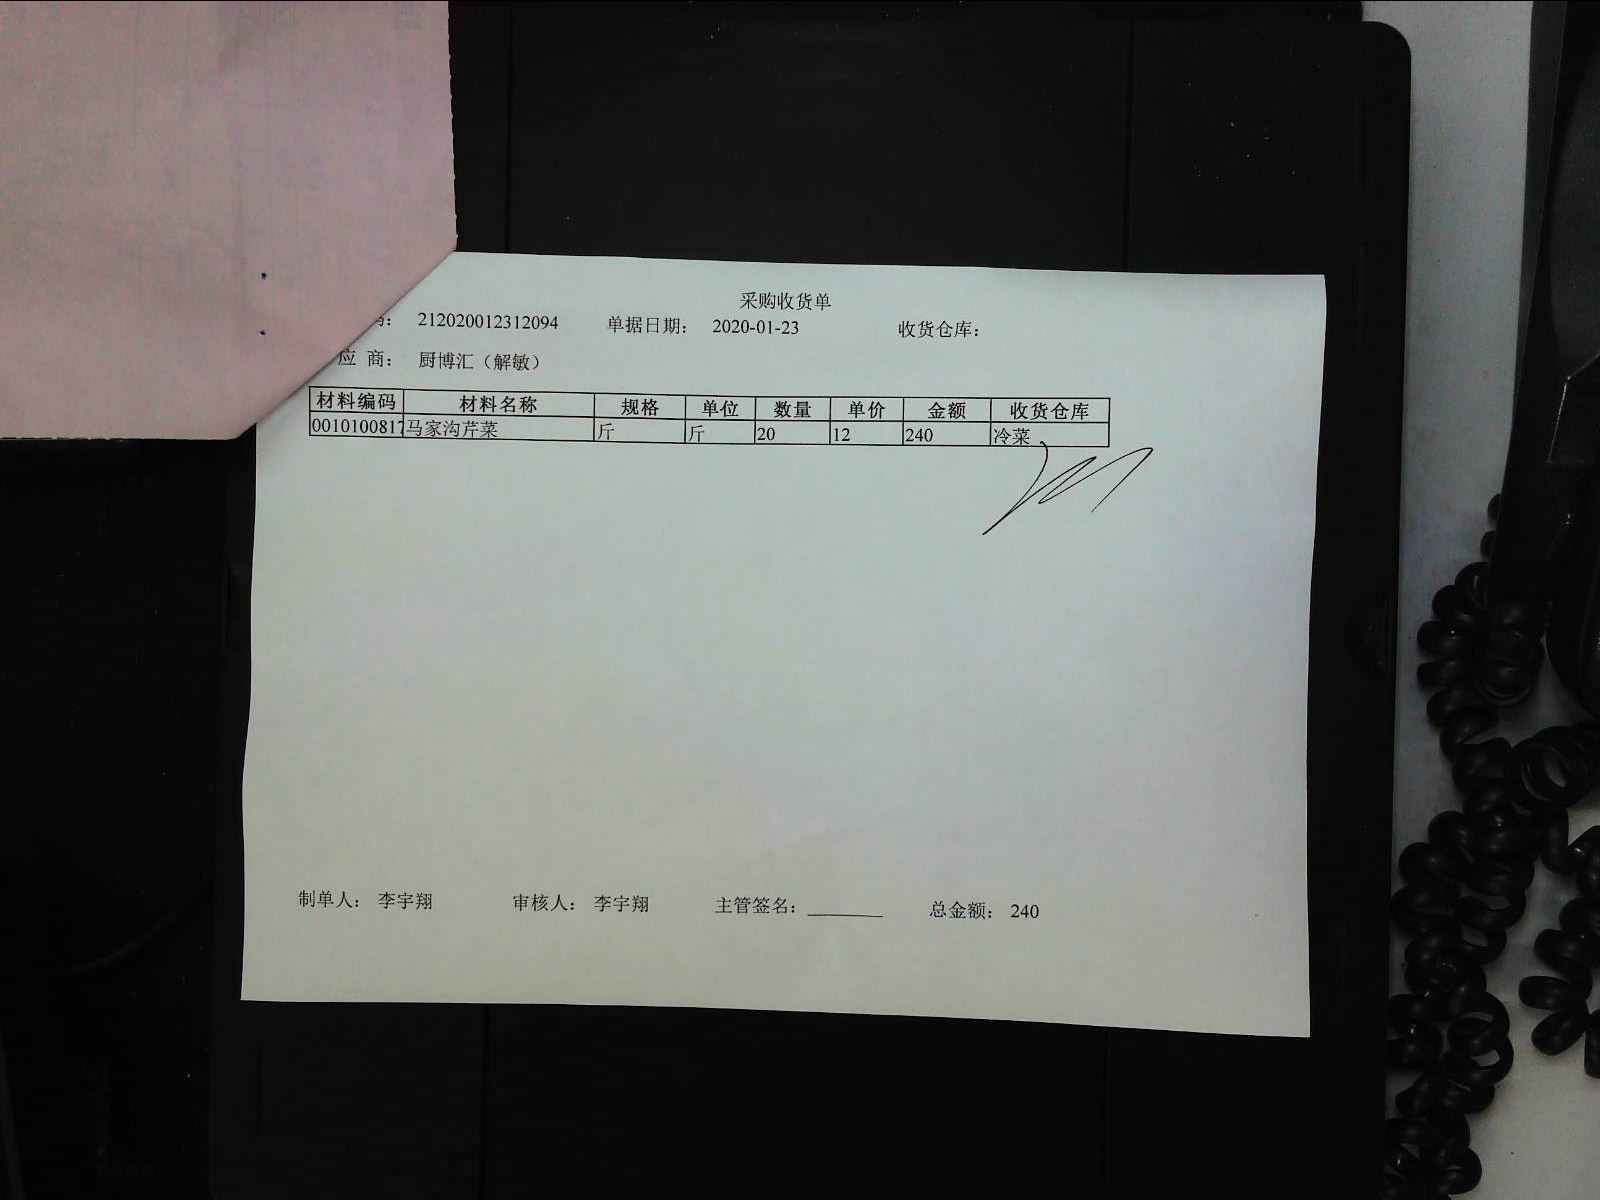 采购收货单
码： 212020012312094 单据日期： 2020-01-23 收货仓库：
应 商： 厨博汇（解敏）
材料编码 材料名称 规格 单位 数量 单价 金额 收货仓库
0010100817 马家沟芹菜 斤 斤 20 12 240 冷菜
制单人： 李宇翔 审核人： 李宇翔 主管签名：________ 总金额： 240